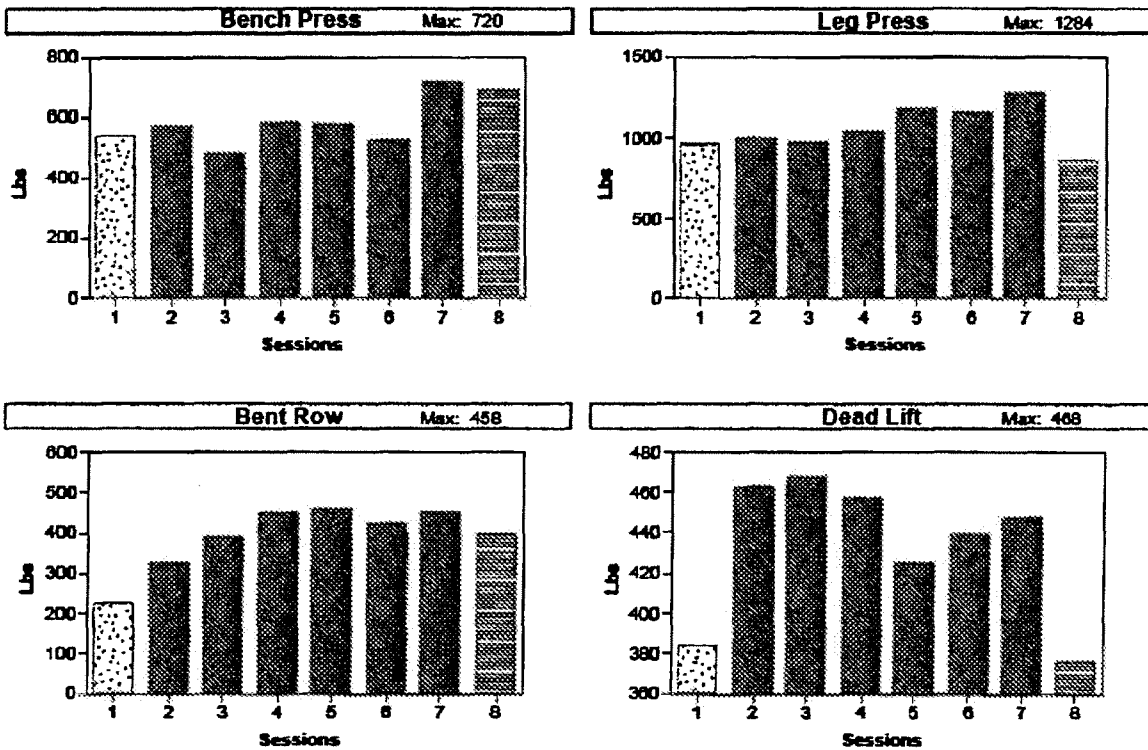 Bench Press Max: 720
800
600
400
200
0
Lbs
1 2 3 4 5 6 7 8
Sessions
Leg Press Max: 1284
1500
1000
500
0
Lbs
1 2 3 4 5 6 7 8
Sessions
Bent Row Max: 458
600
500
400
300
200
100
0
Lbs
1 2 3 4 5 6 7 8
Sessions
Dead Lift Max: 468
480
460
440
420
400
380
360
Lbs
1 2 3 4 5 6 7 8
Sessions